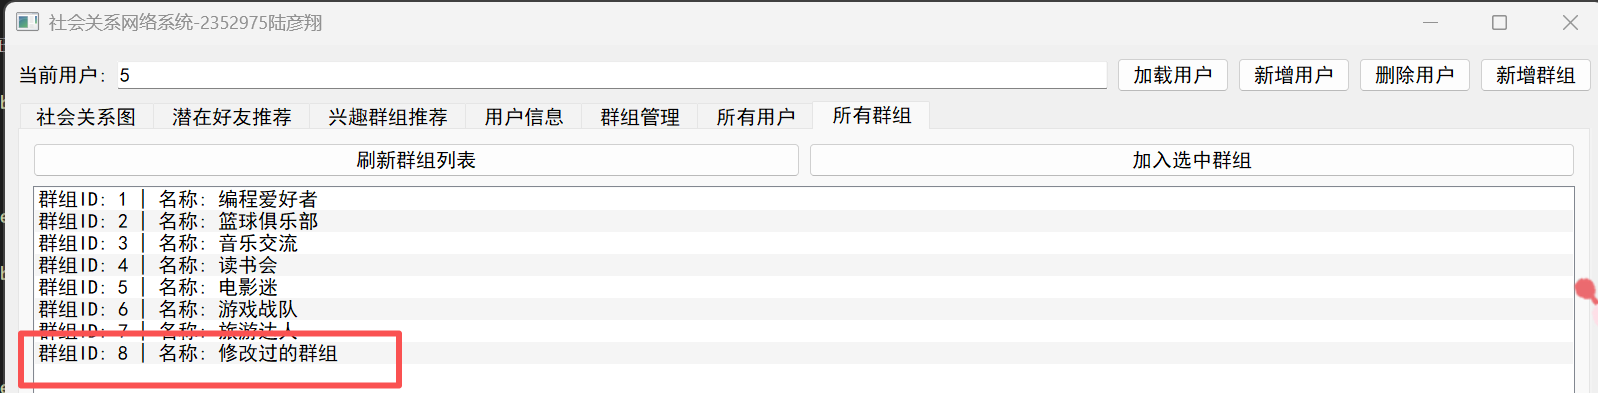 社会关系网络系统-2352975陆彦翔
当前用户: 5 加载用户 新增用户 删除用户 新增群组
社会关系图 潜在好友推荐 兴趣群组推荐 用户信息 群组管理 所有用户 所有群组
刷新群组列表 加入选中群组
群组ID: 1 | 名称: 编程爱好者
群组ID: 2 | 名称: 篮球俱乐部
群组ID: 3 | 名称: 音乐交流
群组ID: 4 | 名称: 读书会
群组ID: 5 | 名称: 电影迷
群组ID: 6 | 名称: 游戏战队
群组ID: 7 | 名称: 旅游达人
群组ID: 8 | 名称: 修改过的群组